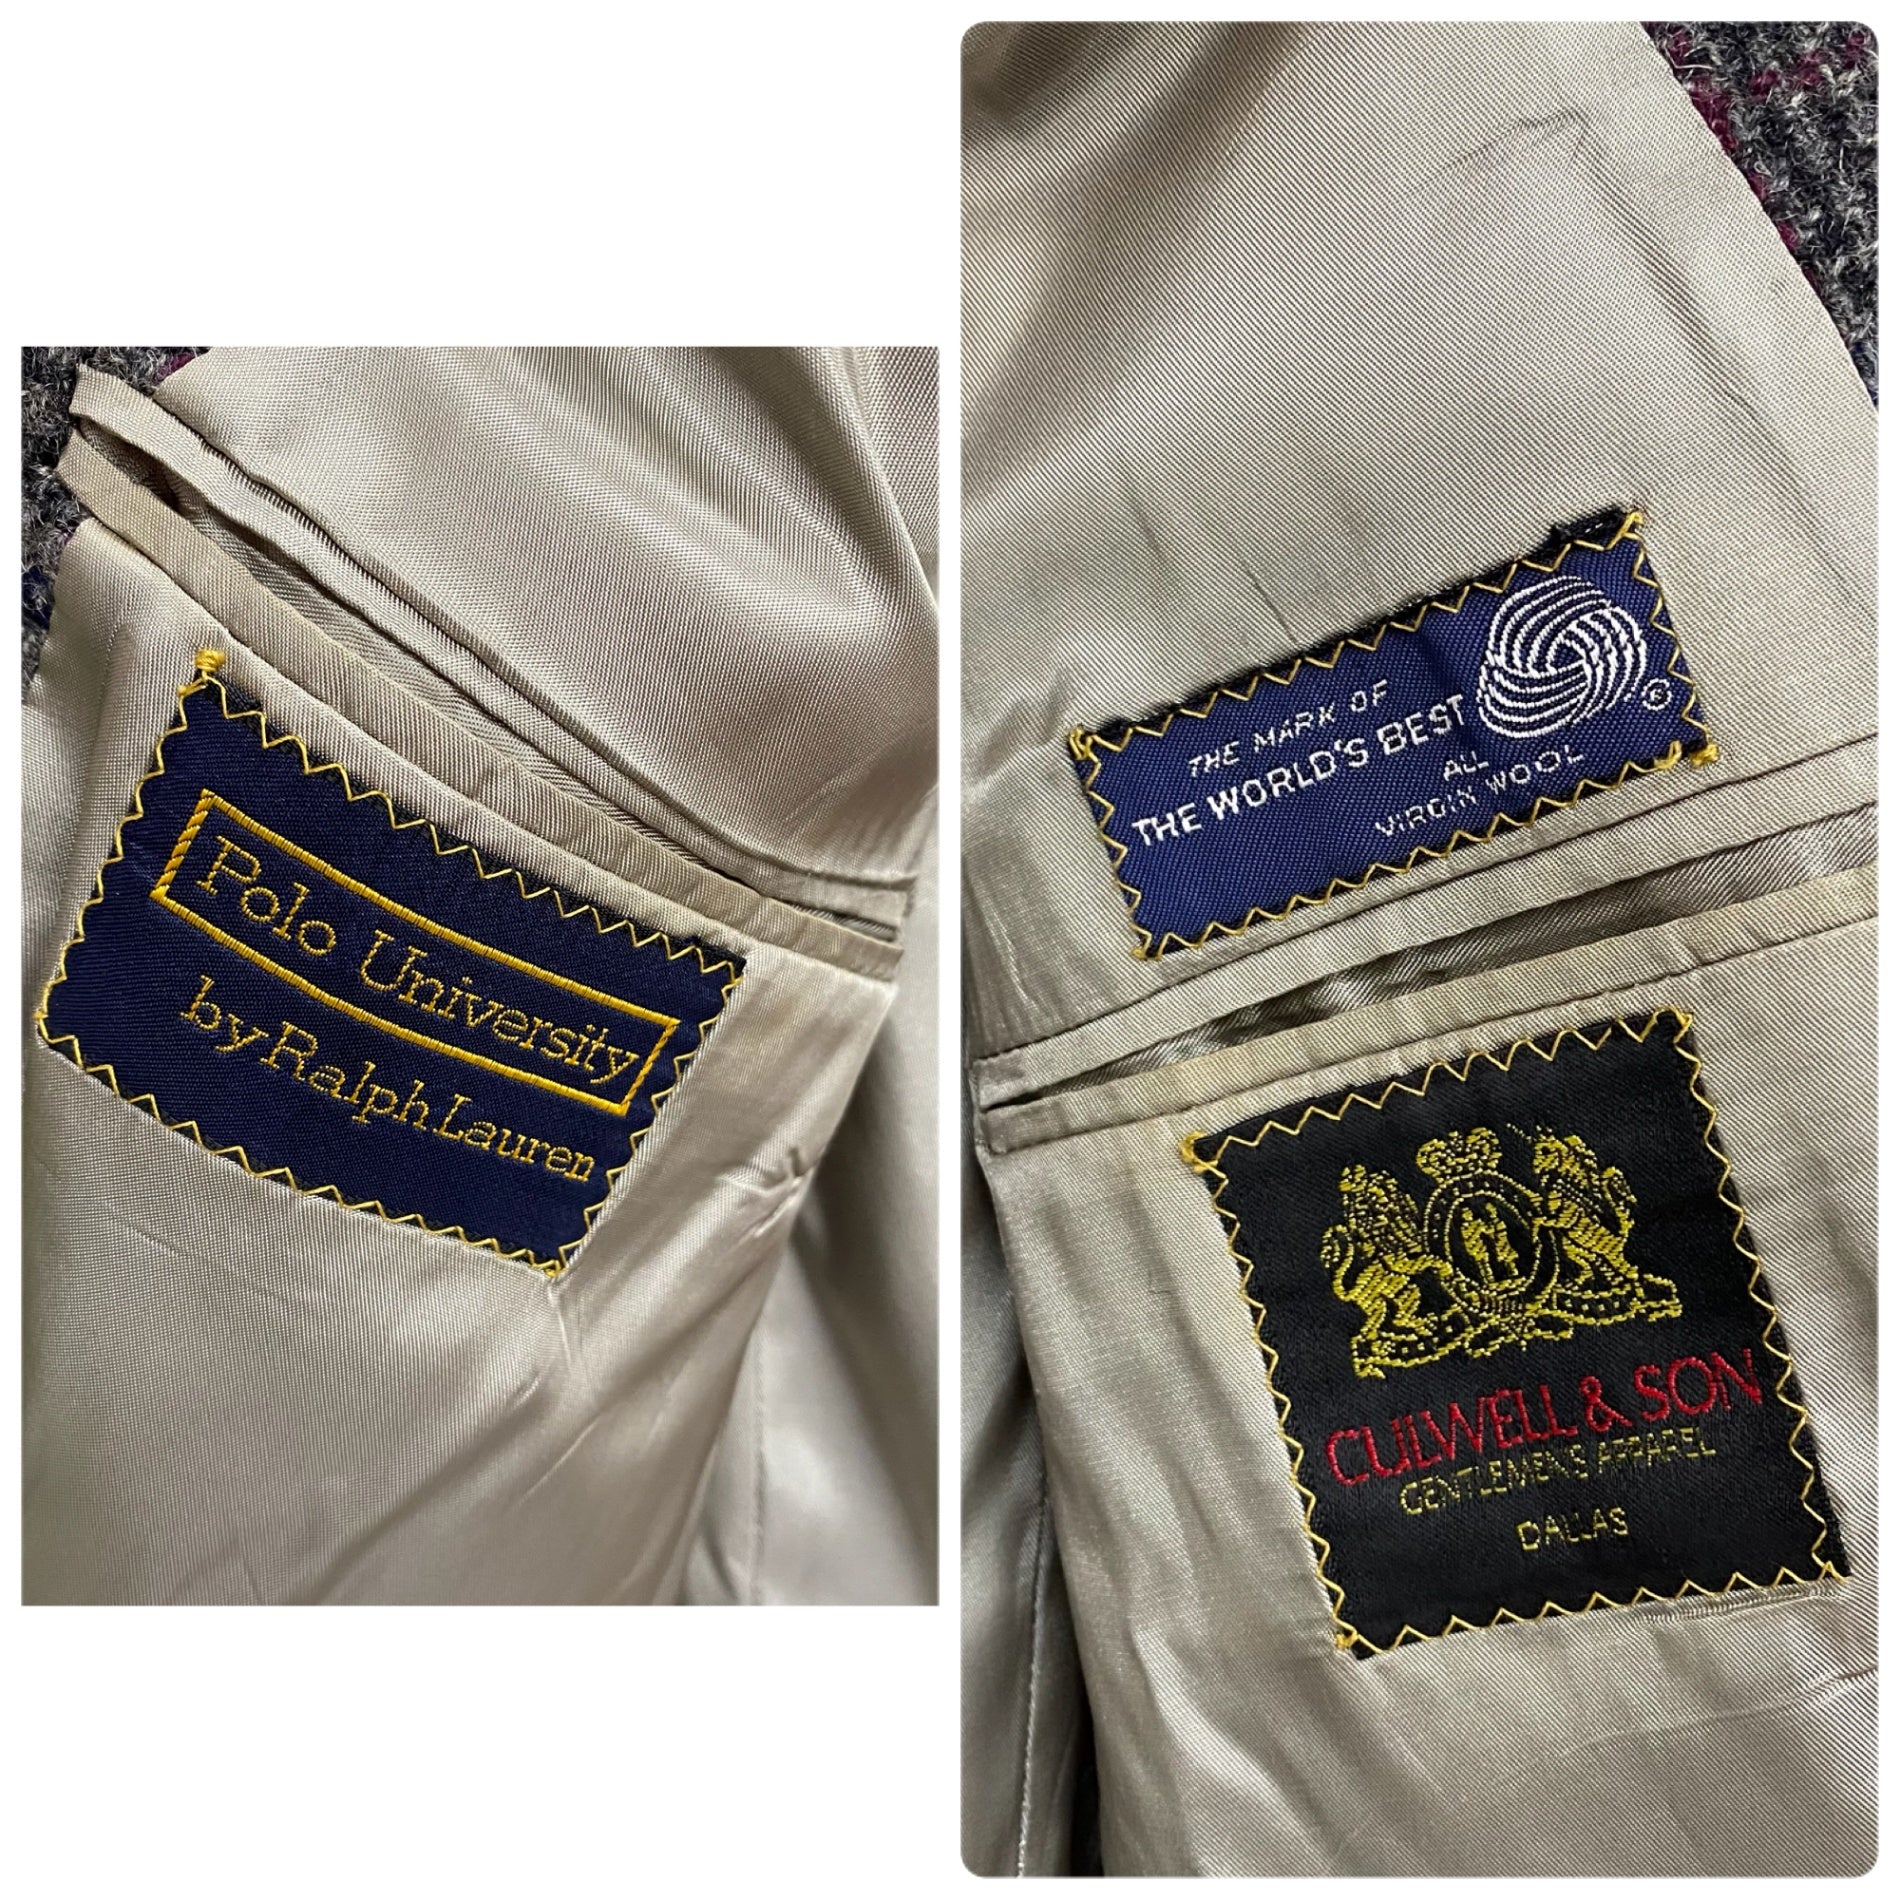 Polo University
by Ralph Lauren
THE MARK OF
THE WORLD'S BEST
ALL
VIRGIN WOOL
®
CULWELL & SON
GENTLEMEN'S APPAREL
DALLAS